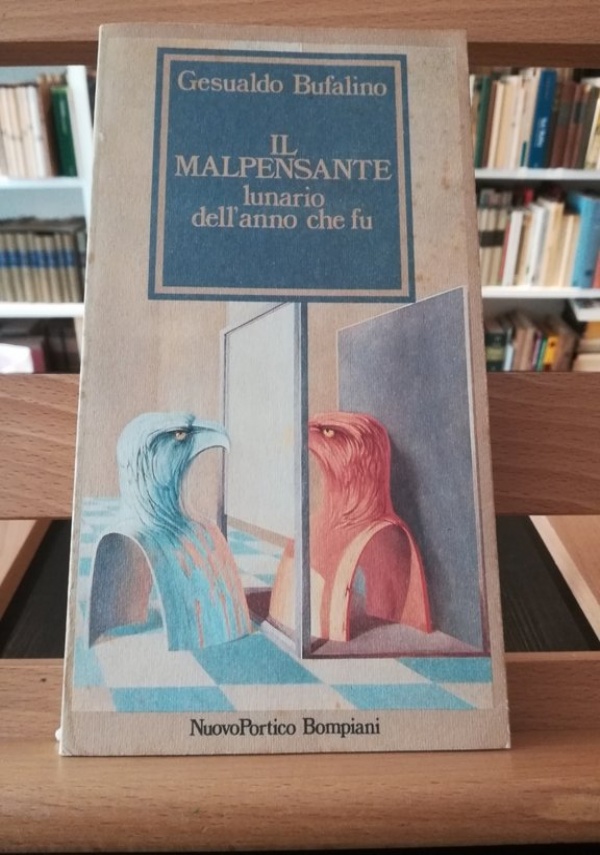 Gesualdo Bufalino
IL
MALPENSANTE
lunario
dell'anno che fu
NuovoPortico Bompiani